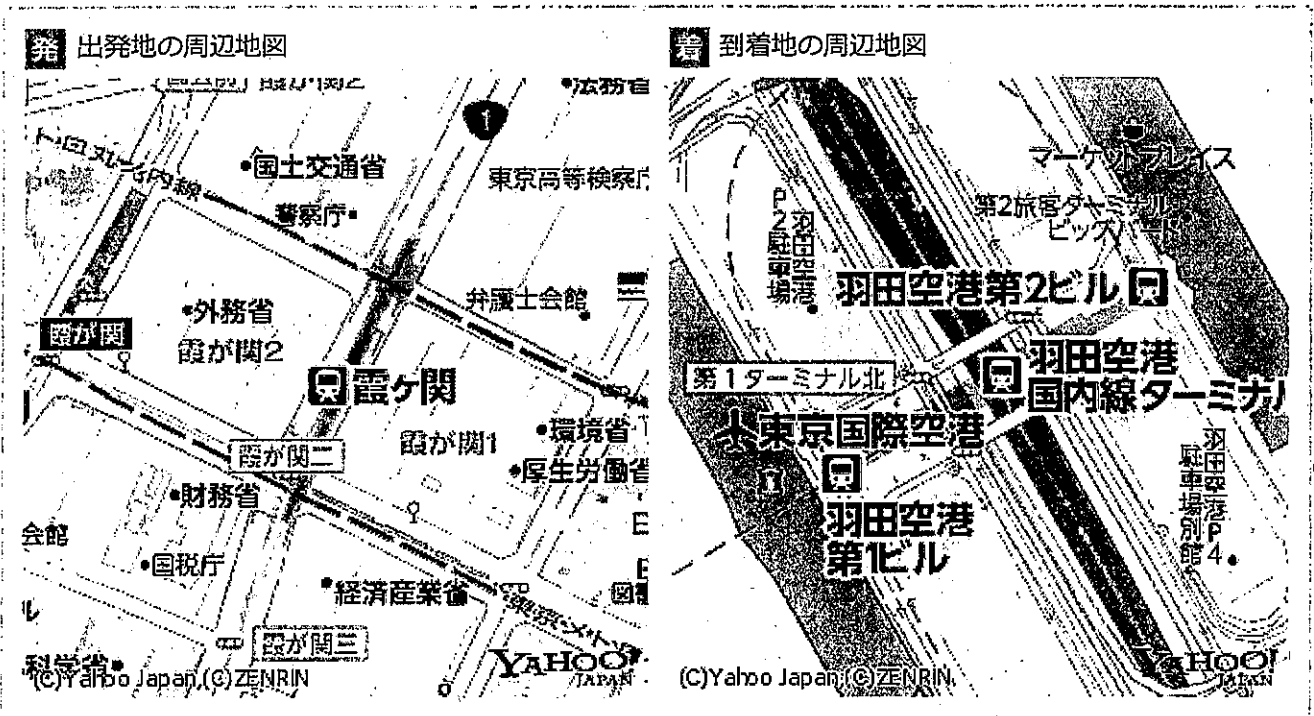 発 出発地の周辺地図
霞が関2
法務省
1
国土交通省
東京高等検察庁
警察庁
外務省
弁護士会館
霞が関
霞が関2
霞ケ関
霞が関1
環境省
厚生労働省
霞が関二
財務省
会館
国税庁
経済産業省
霞が関三
YAHOO!
JAPAN
(C)Yahoo Japan,(C)ZENRIN
着 到着地の周辺地図
マーケットプレイス
第2旅客ターミナル
ビッグバード
羽田空港
P2駐車場
羽田空港第2ビル
羽田空港
国内線ターミナル
第1ターミナル北
東京国際空港
羽田空港
第1ビル
羽田空港P4
駐車場別館
YAHOO!
JAPAN
(C)Yahoo Japan,(C)ZENRIN